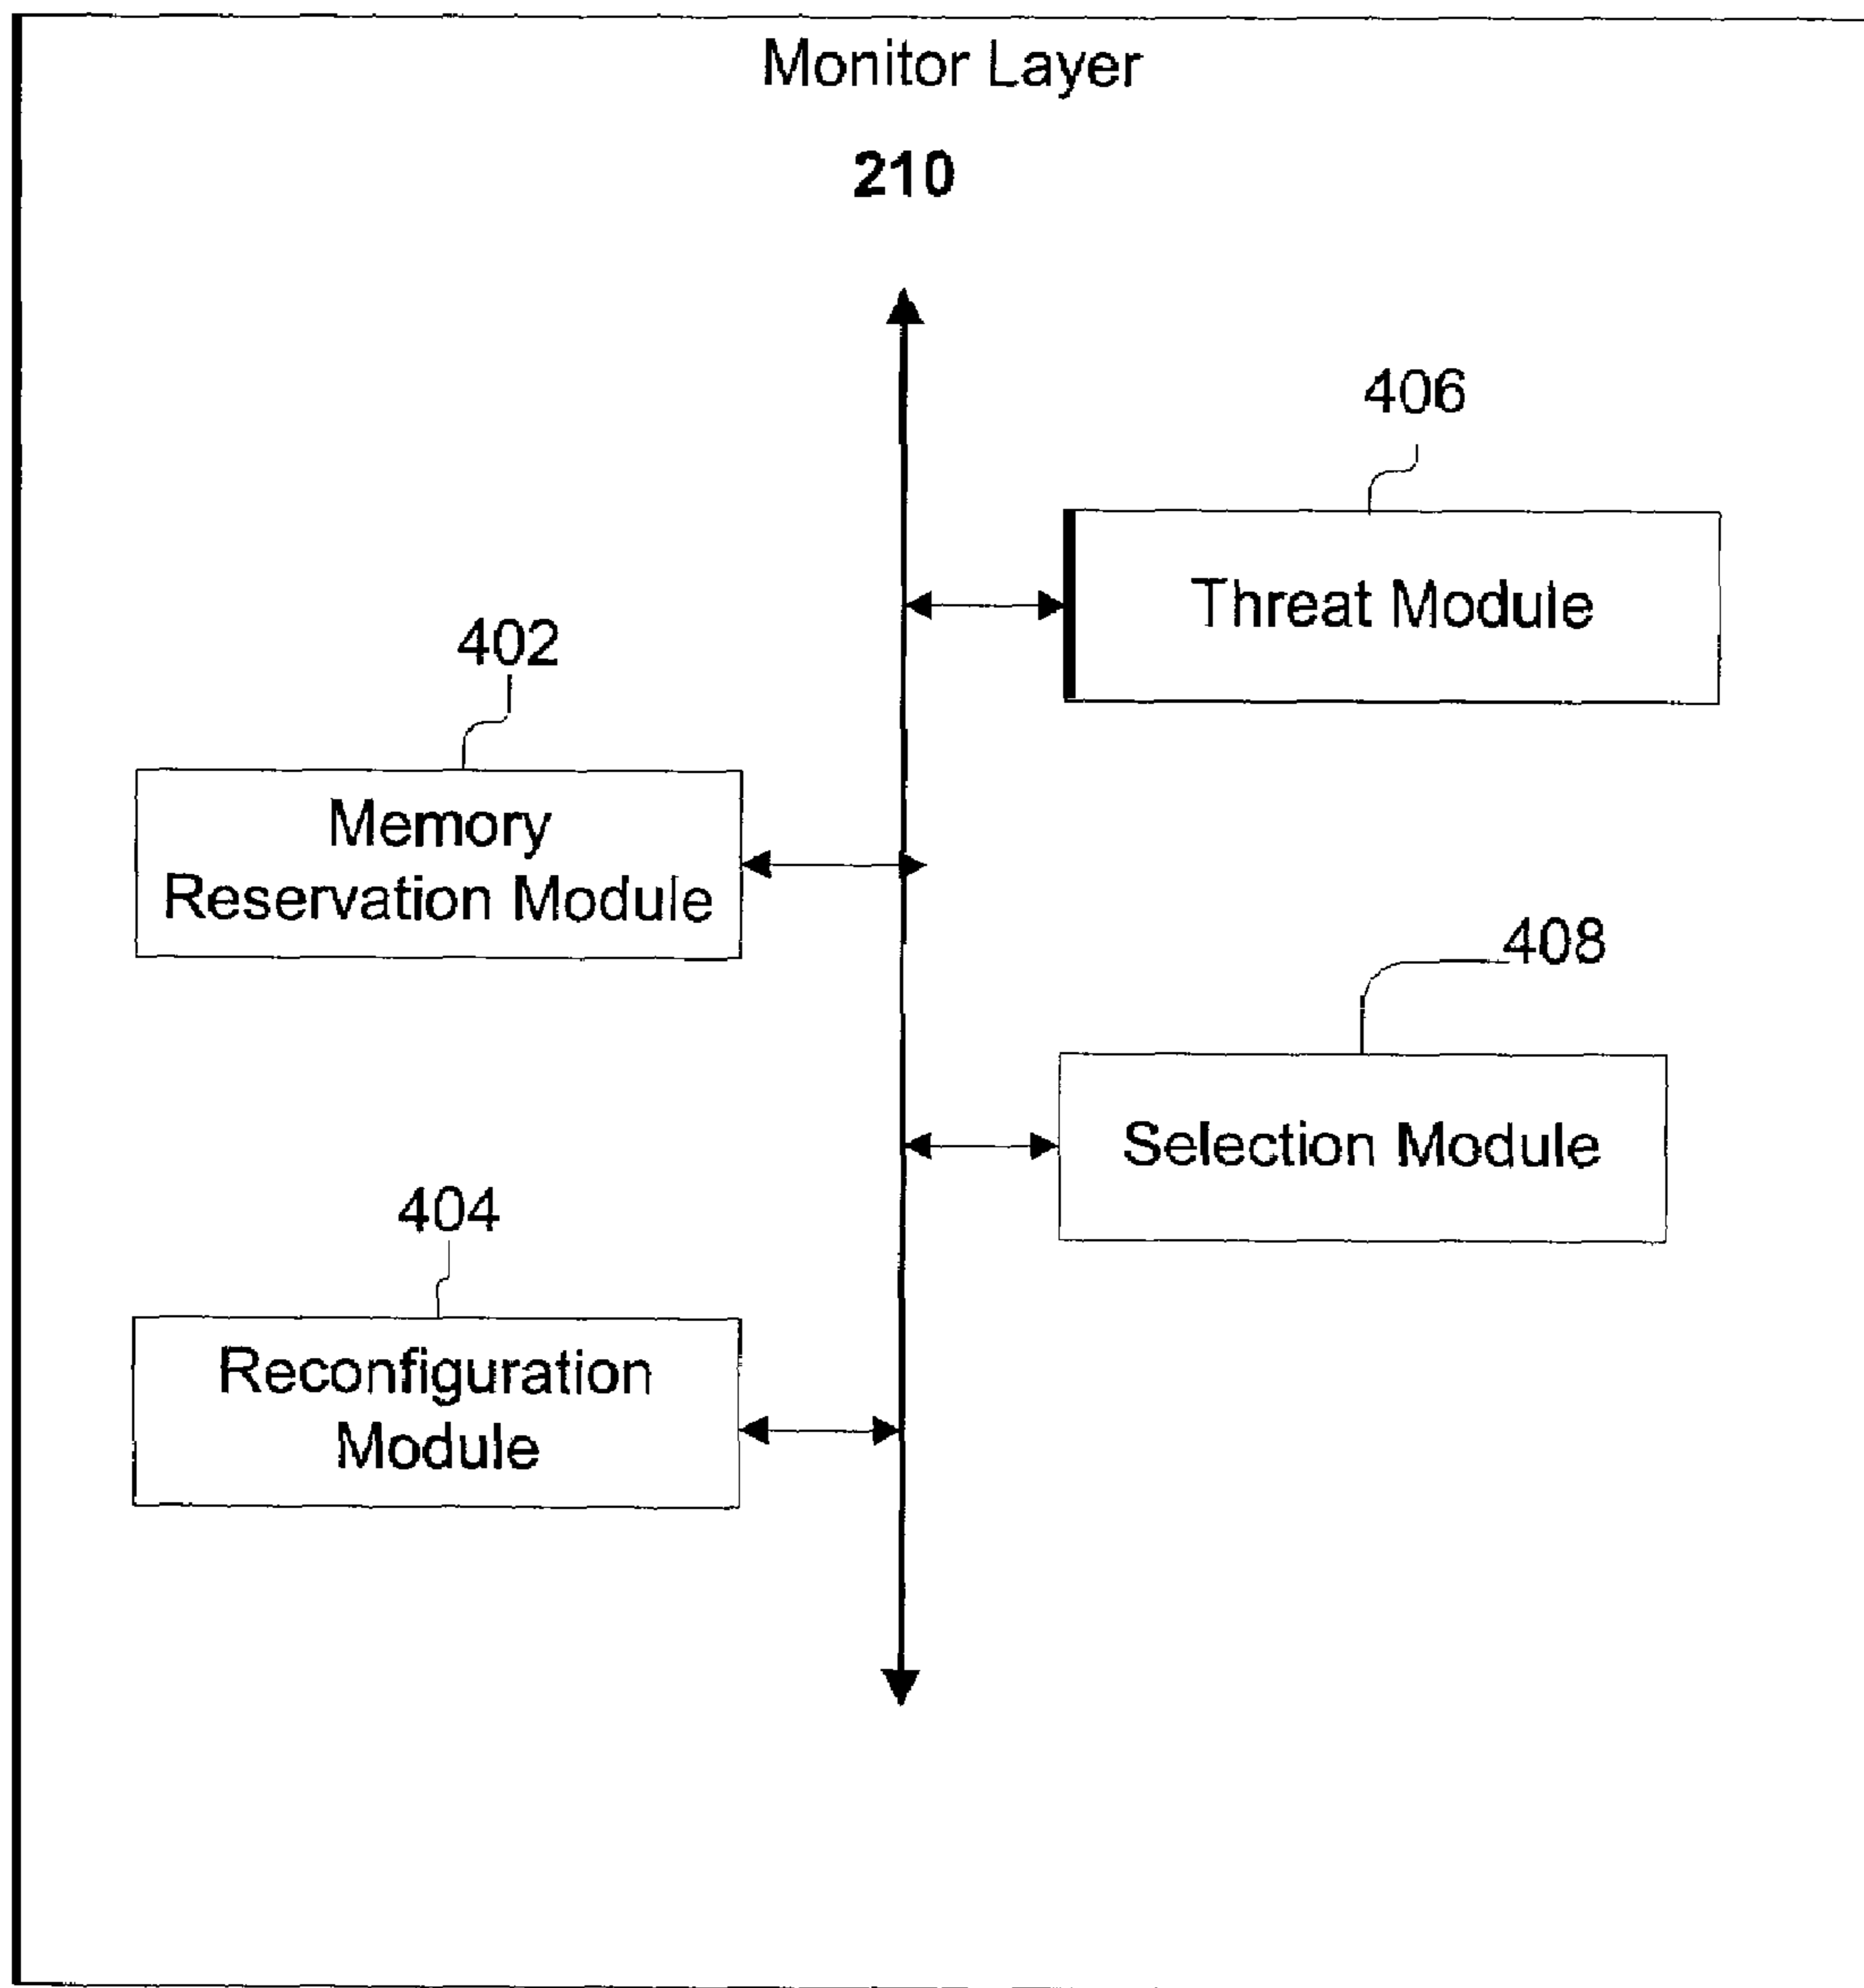 Monitor Layer
210
406
Threat Module
402
Memory
Reservation Module
408
Selection Module
404
Reconfiguration
Module